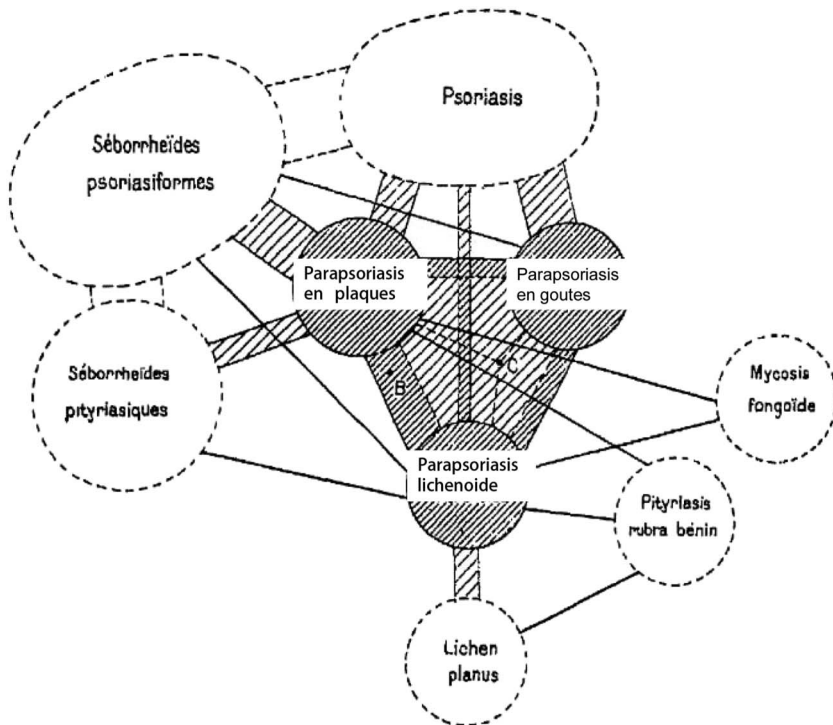 Psoriasis
Séborrheïdes
psoriasiformes
Parapsoriasis
en plaques
Parapsoriasis
en goutes
C
B
Séborrheïdes
pityriasiques
Mycosis
fongoïde
Parapsoriasis
lichenoide
Pityriasis
rubra bénin
Lichen
planus